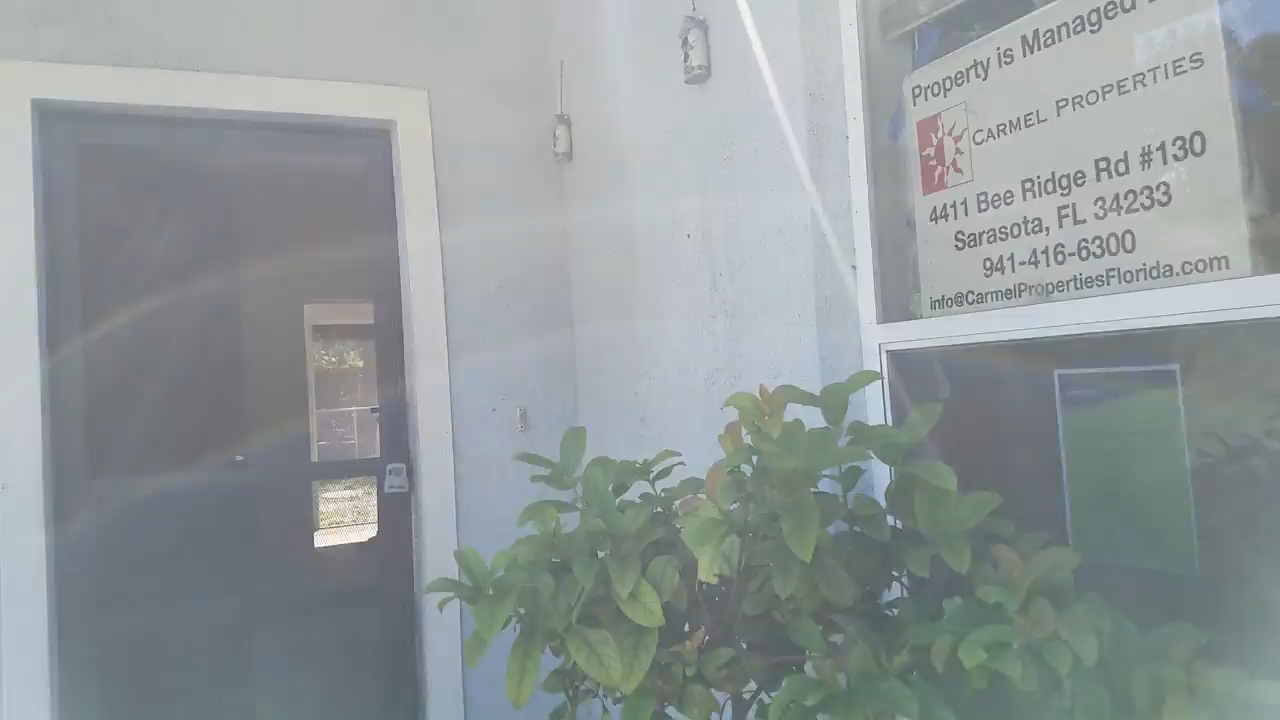 Property is Managed
CARMEL PROPERTIES
4411 Bee Ridge Rd #130
Sarasota, FL 34233
941-416-6300
info@CarmelPropertiesFlorida.com